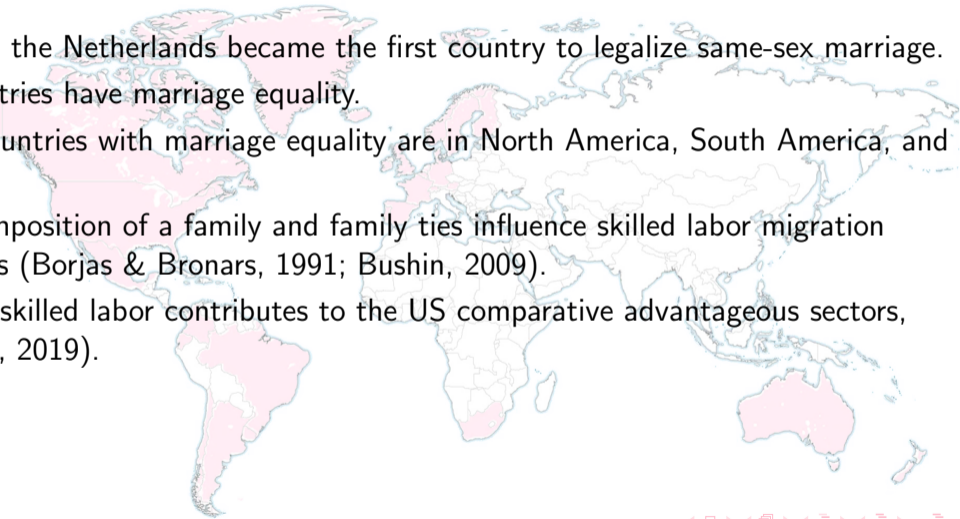 the Netherlands became the first country to legalize same-sex marriage.
tries have marriage equality.
untries with marriage equality are in North America, South America, and
nposition of a family and family ties influence skilled labor migration
s (Borjas & Bronars, 1991; Bushin, 2009).
skilled labor contributes to the US comparative advantageous sectors,
, 2019).